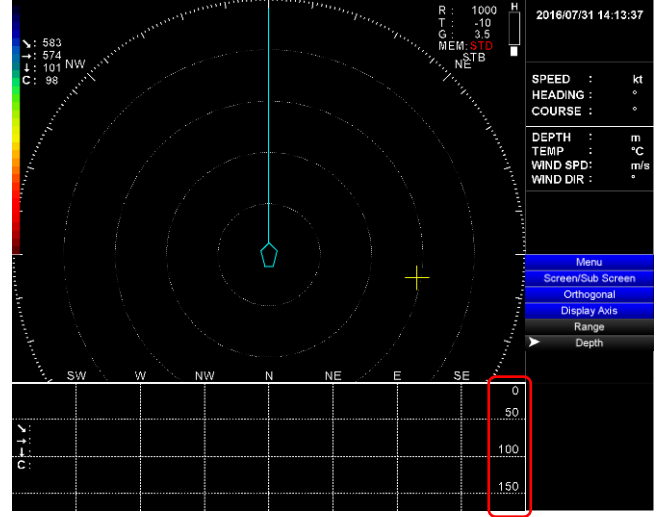 R : 1000
T : -10
G : 3.5
MEM: STD
STB
H
2016/07/31 14:13:37
↘: 583
→: 574
↓: 101
C: 98
NW
NE
SPEED : kt
HEADING : °
COURSE : °
DEPTH : m
TEMP : °C
WIND SPD: m/s
WIND DIR : °
Menu
Screen/Sub Screen
Orthogonal
Display Axis
Range
➤ Depth
SW W NW N NE E SE
0
50
100
150
↘:
→:
↓:
C: